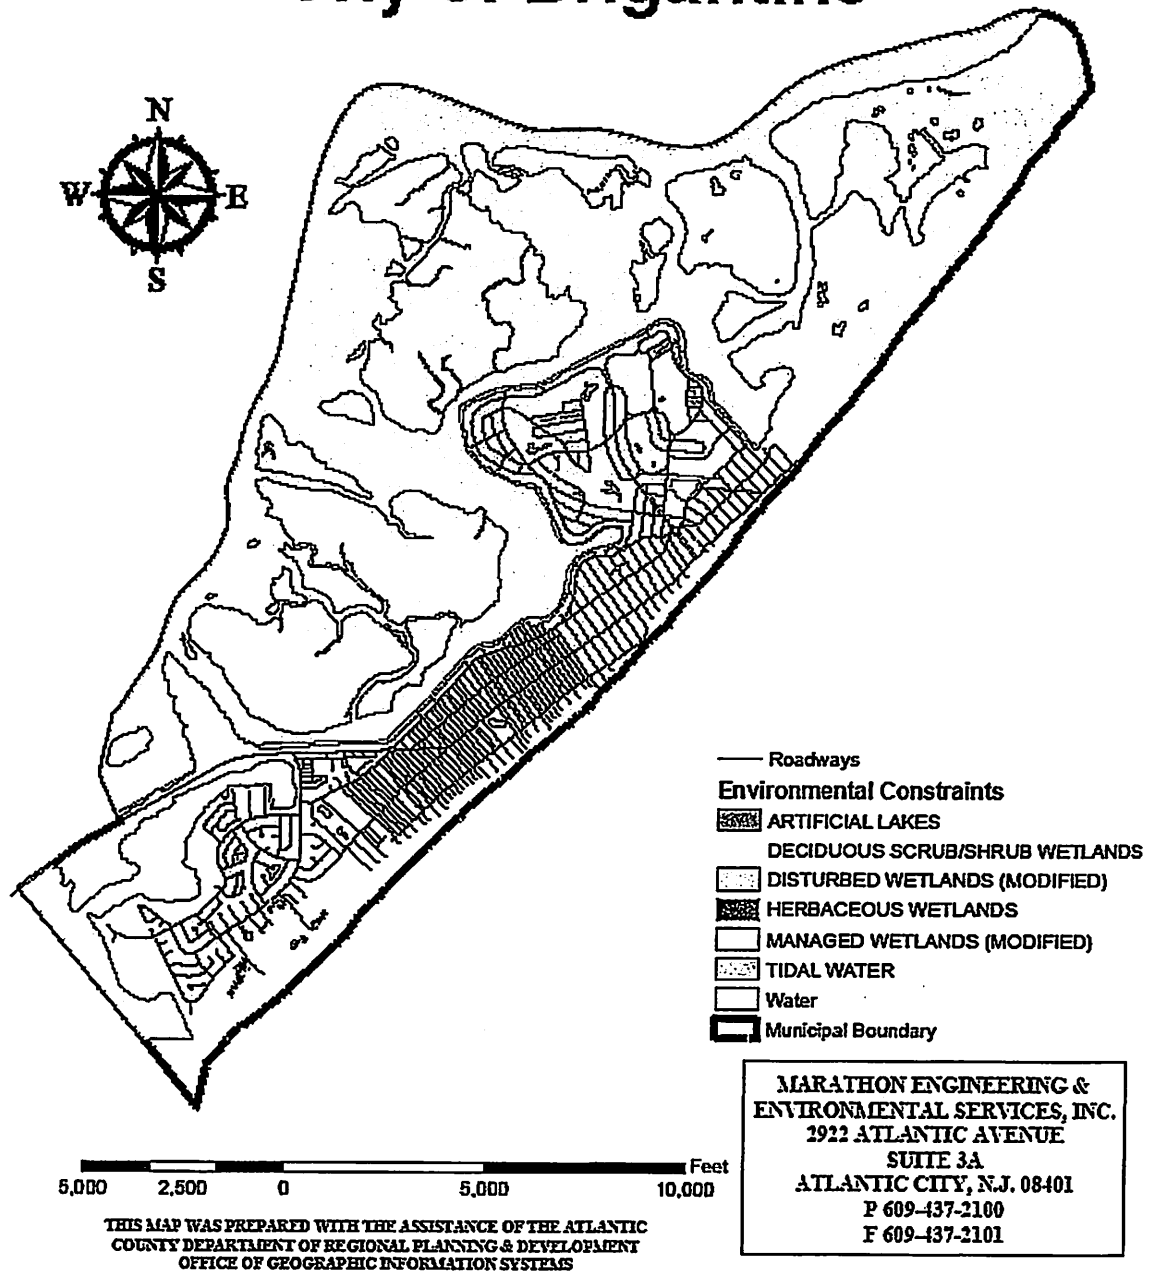 N
W E
S
Roadways
Environmental Constraints
ARTIFICIAL LAKES
DECIDUOUS SCRUB/SHRUB WETLANDS
DISTURBED WETLANDS (MODIFIED)
HERBACEOUS WETLANDS
MANAGED WETLANDS (MODIFIED)
TIDAL WATER
Water
Municipal Boundary
MARATHON ENGINEERING &
ENVIRONMENTAL SERVICES, INC.
2922 ATLANTIC AVENUE
SUITE 3A
ATLANTIC CITY, N.J. 08401
P 609-437-2100
F 609-437-2101
Feet
5,000 2,500 0 5,000 10,000
THIS MAP WAS PREPARED WITH THE ASSISTANCE OF THE ATLANTIC
COUNTY DEPARTMENT OF REGIONAL PLANNING & DEVELOPMENT
OFFICE OF GEOGRAPHIC INFORMATION SYSTEMS